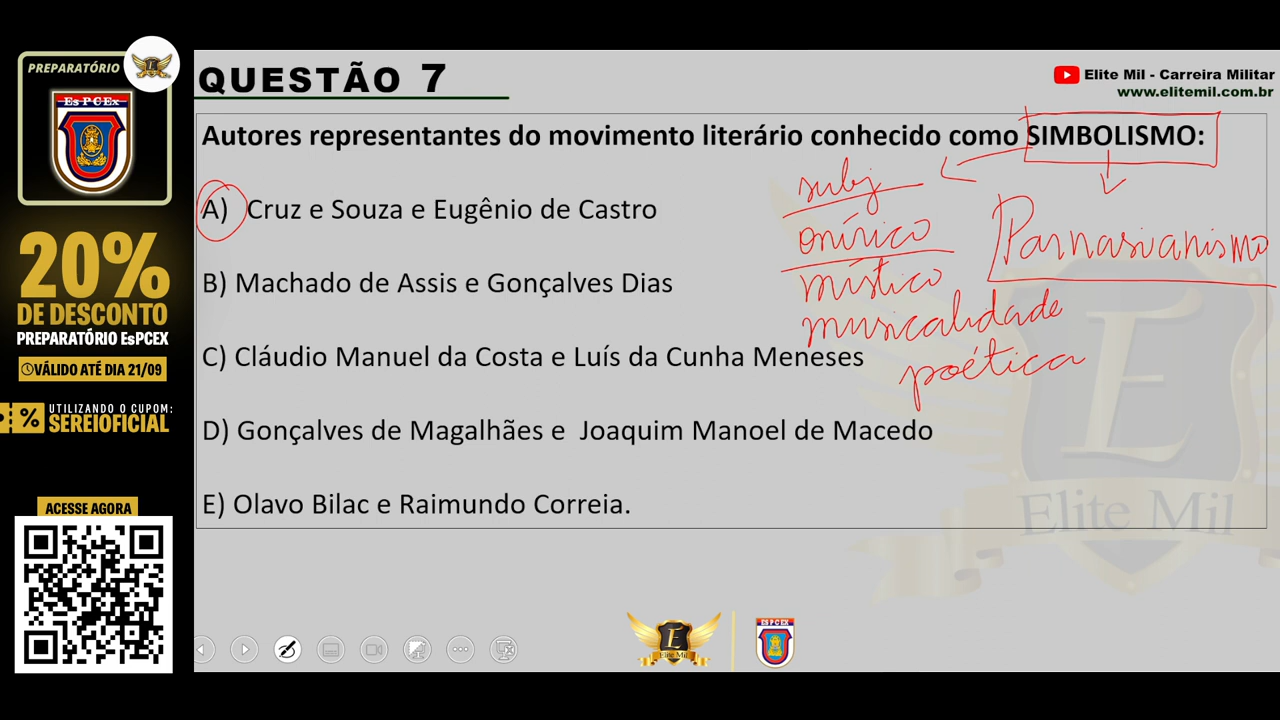 PREPARATÓRIO
EsPCEx
20%
DE DESCONTO
PREPARATÓRIO EsPCEX
VÁLIDO ATÉ DIA 21/09
% UTILIZANDO O CUPOM:
SEREIOFICIAL
ACESSE AGORA
QUESTÃO 7
Elite Mil - Carreira Militar
www.elitemil.com.br
Autores representantes do movimento literário conhecido como SIMBOLISMO:
A) Cruz e Souza e Eugênio de Castro
B) Machado de Assis e Gonçalves Dias
C) Cláudio Manuel da Costa e Luís da Cunha Meneses
D) Gonçalves de Magalhães e Joaquim Manoel de Macedo
E) Olavo Bilac e Raimundo Correia.
subj
onírico
místico
musicalidade
poética
Parnasianismo
E
Elite Mil
E
Elite Mil
ESPCEX